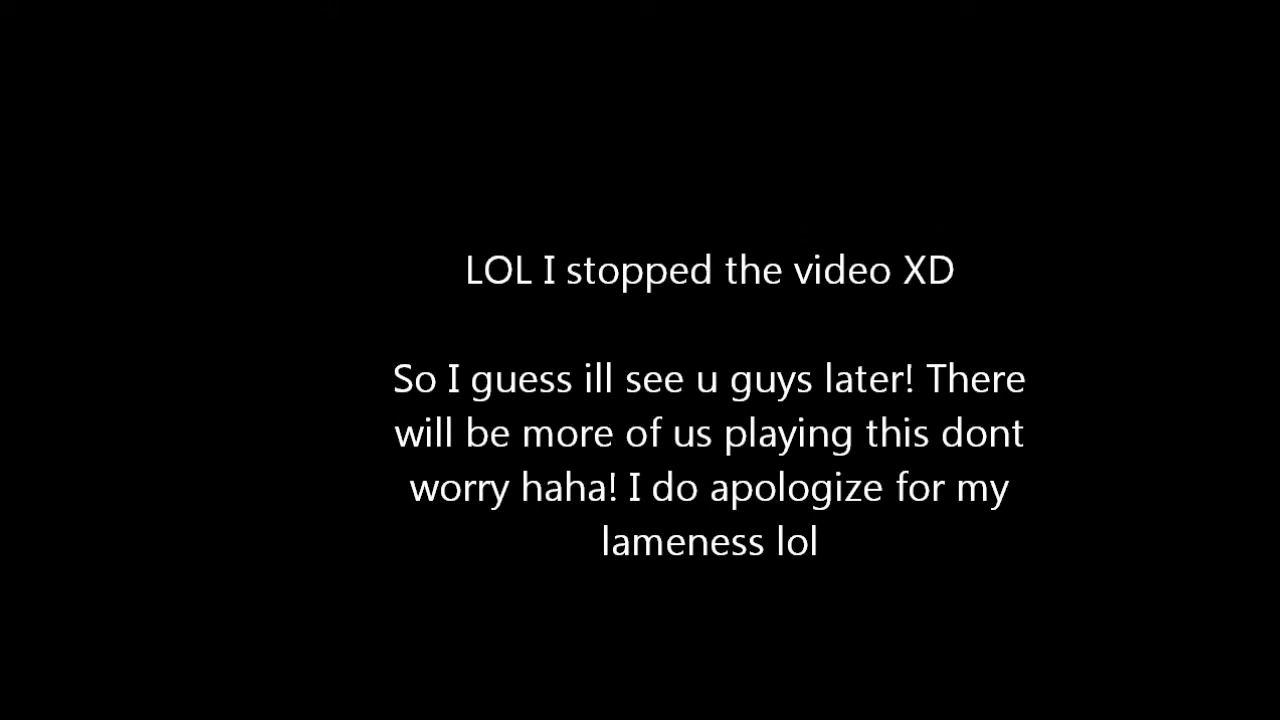 LOL I stopped the video XD
So I guess ill see u guys later! There
will be more of us playing this dont
worry haha! I do apologize for my
lameness lol